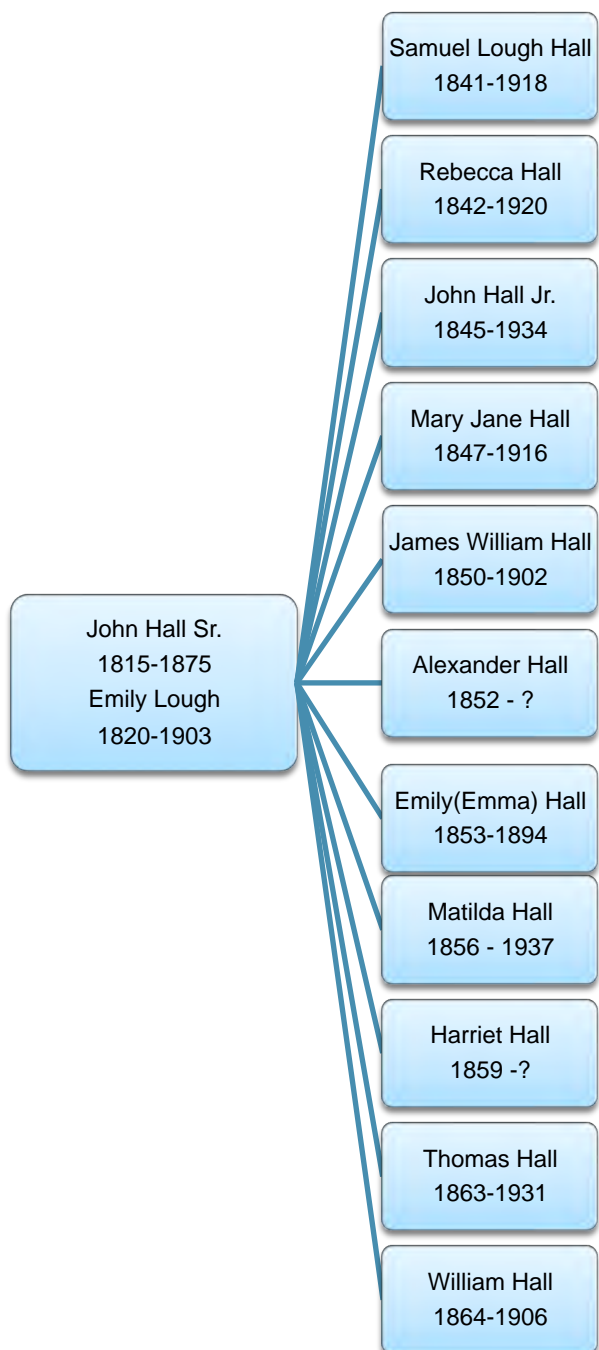 Samuel Lough Hall
1841-1918
Rebecca Hall
1842-1920
John Hall Jr.
1845-1934
Mary Jane Hall
1847-1916
James William Hall
1850-1902
John Hall Sr.
1815-1875
Emily Lough
1820-1903
Alexander Hall
1852 - ?
Emily(Emma) Hall
1853-1894
Matilda Hall
1856 - 1937
Harriet Hall
1859 -?
Thomas Hall
1863-1931
William Hall
1864-1906